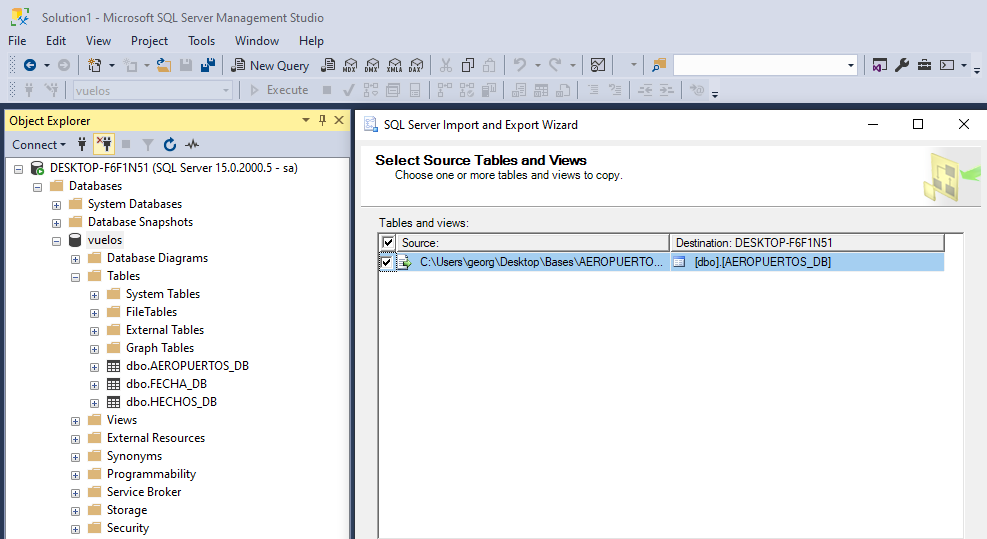 Solution1 - Microsoft SQL Server Management Studio
File Edit View Project Tools Window Help
New Query MDX DMX XMLA DAX
vuelos Execute
Object Explorer
Connect
DESKTOP-F6F1N51 (SQL Server 15.0.2000.5 - sa)
Databases
System Databases
Database Snapshots
vuelos
Database Diagrams
Tables
System Tables
FileTables
External Tables
Graph Tables
dbo.AEROPUERTOS_DB
dbo.FECHA_DB
dbo.HECHOS_DB
Views
External Resources
Synonyms
Programmability
Service Broker
Storage
Security
SQL Server Import and Export Wizard
Select Source Tables and Views
Choose one or more tables and views to copy.
Tables and views:
Source: Destination: DESKTOP-F6F1N51
C:\Users\georg\Desktop\Bases\AEROPUERTO... [dbo].[AEROPUERTOS_DB]